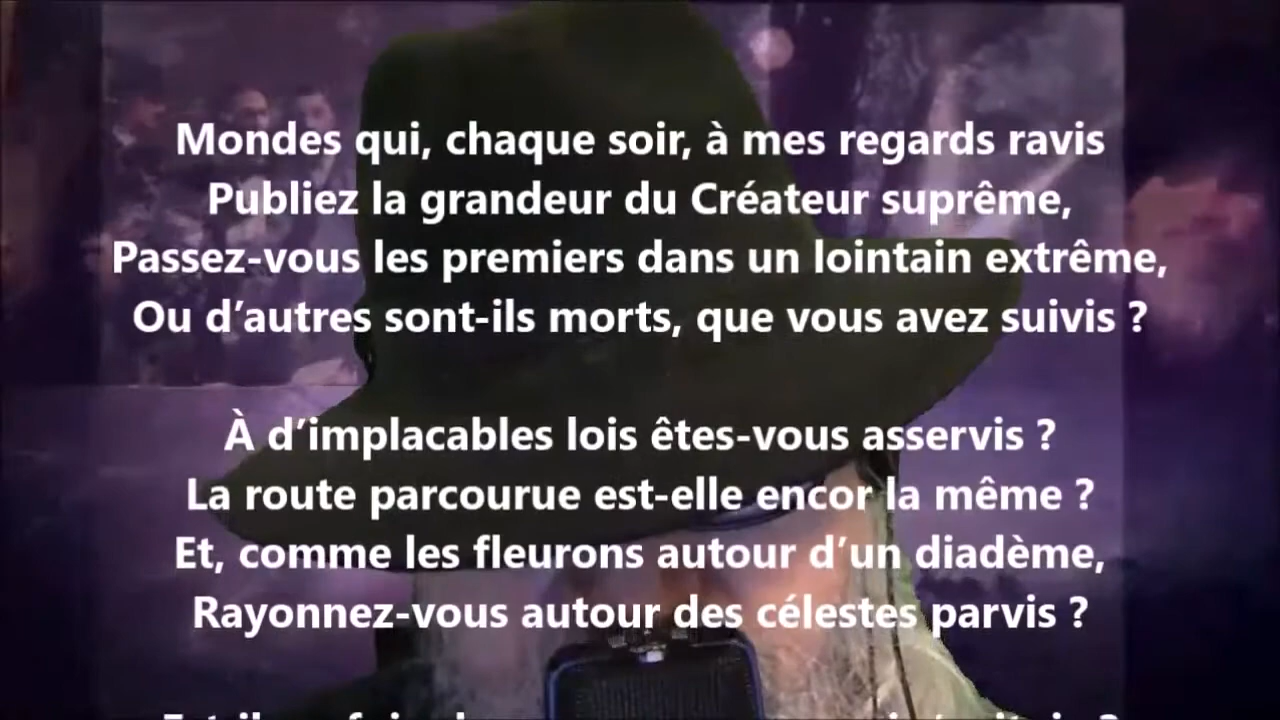 Mondes qui, chaque soir, à mes regards ravis
Publiez la grandeur du Créateur suprême,
Passez-vous les premiers dans un lointain extrême,
Ou d’autres sont-ils morts, que vous avez suivis ?
À d’implacables lois êtes-vous asservis ?
La route parcourue est-elle encor la même ?
Et, comme les fleurons autour d’un diadème,
Rayonnez-vous autour des célestes parvis ?